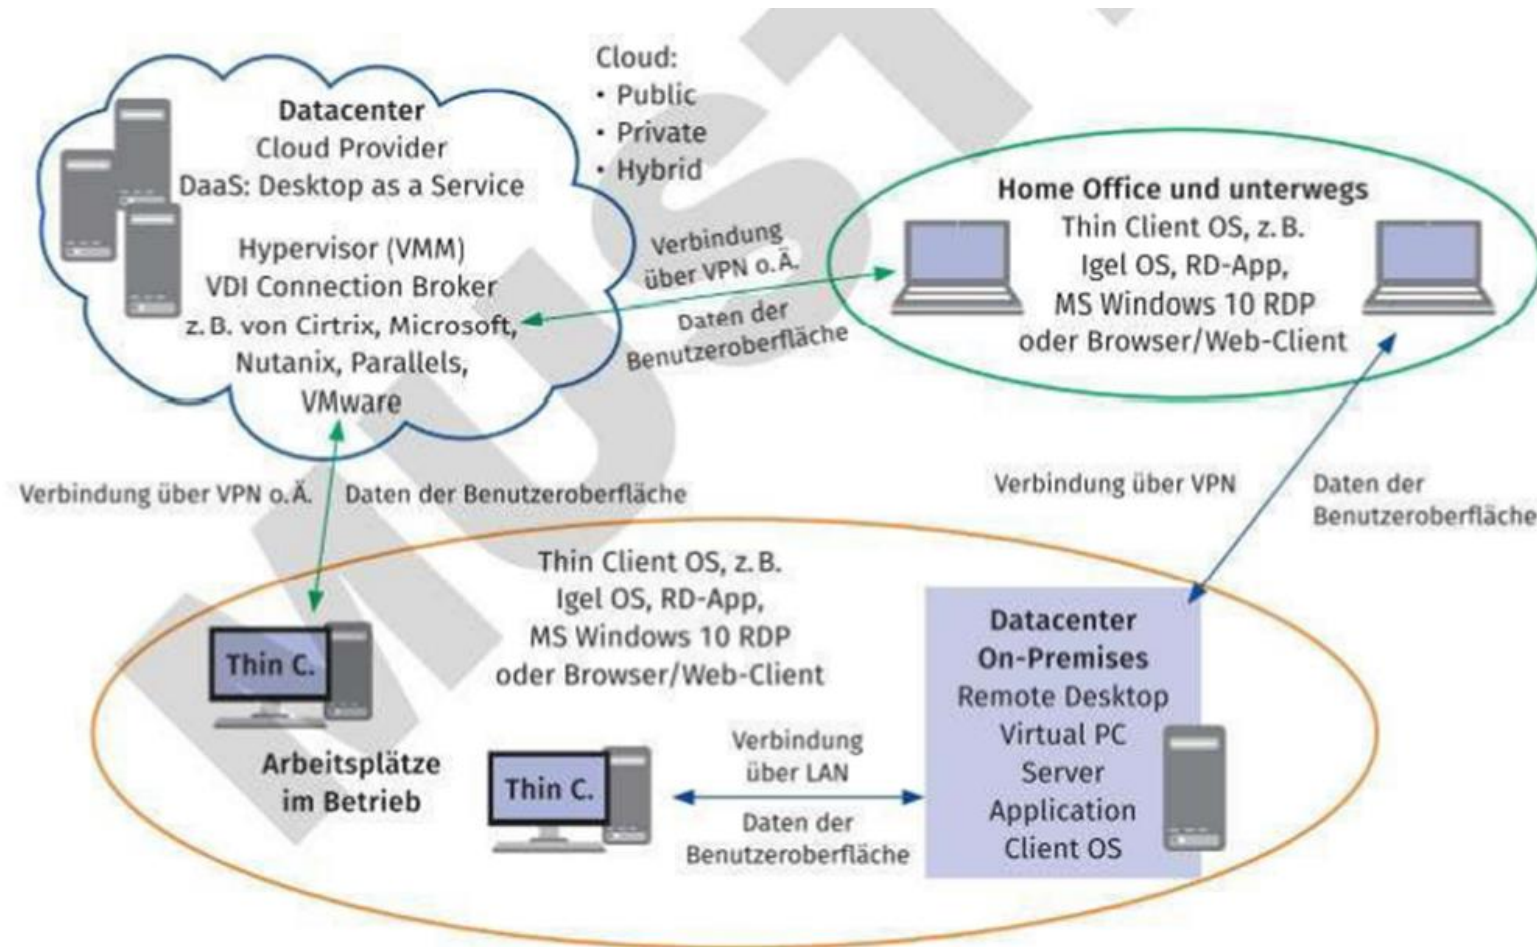 Datacenter
Cloud Provider
DaaS: Desktop as a Service
Hypervisor (VMM)
VDI Connection Broker
z. B. von Cirtrix, Microsoft,
Nutanix, Parallels,
VMware
Cloud:
• Public
• Private
• Hybrid
Verbindung
über VPN o. Ä.
Daten der
Benutzeroberfläche
Home Office und unterwegs
Thin Client OS, z. B.
Igel OS, RD-App,
MS Windows 10 RDP
oder Browser/Web-Client
Verbindung über VPN o. Ä.
Daten der Benutzeroberfläche
Verbindung über VPN
Daten der
Benutzeroberfläche
Thin Client OS, z. B.
Igel OS, RD-App,
MS Windows 10 RDP
oder Browser/Web-Client
Thin C.
Arbeitsplätze
im Betrieb
Thin C.
Verbindung
über LAN
Daten der
Benutzeroberfläche
Datacenter
On-Premises
Remote Desktop
Virtual PC
Server
Application
Client OS